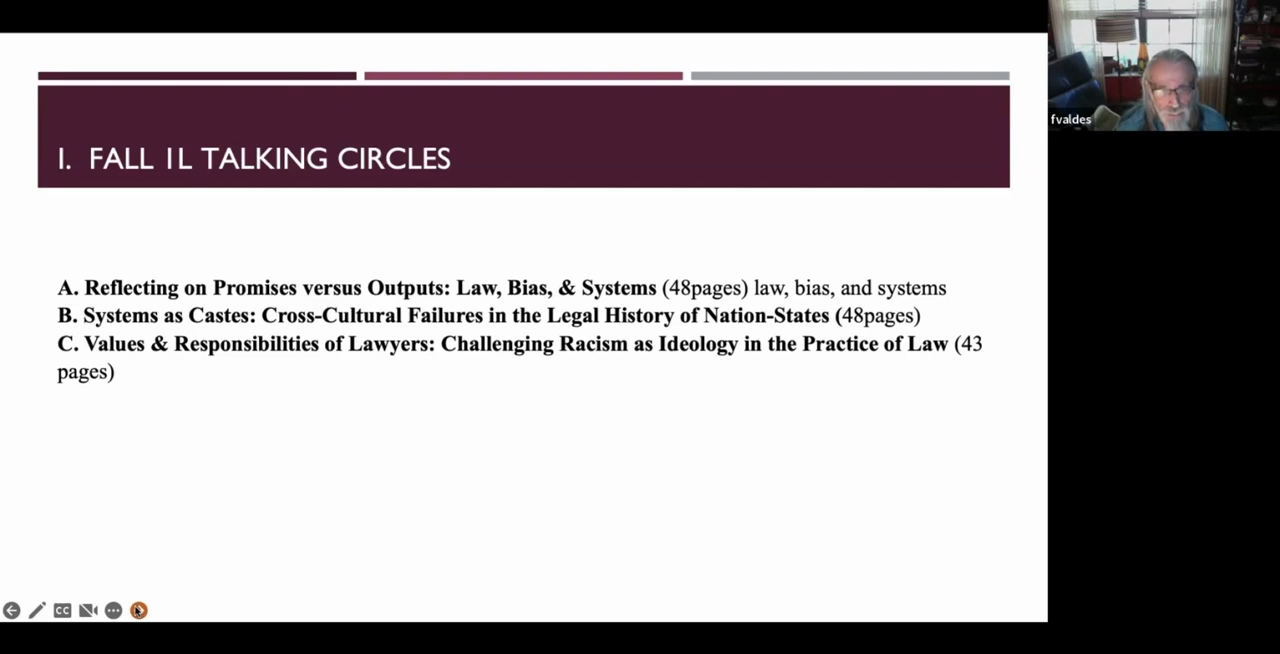 I. FALL 1L TALKING CIRCLES
fvaldes
A. Reflecting on Promises versus Outputs: Law, Bias, & Systems (48pages) law, bias, and systems
B. Systems as Castes: Cross-Cultural Failures in the Legal History of Nation-States (48pages)
C. Values & Responsibilities of Lawyers: Challenging Racism as Ideology in the Practice of Law (43
pages)
CC